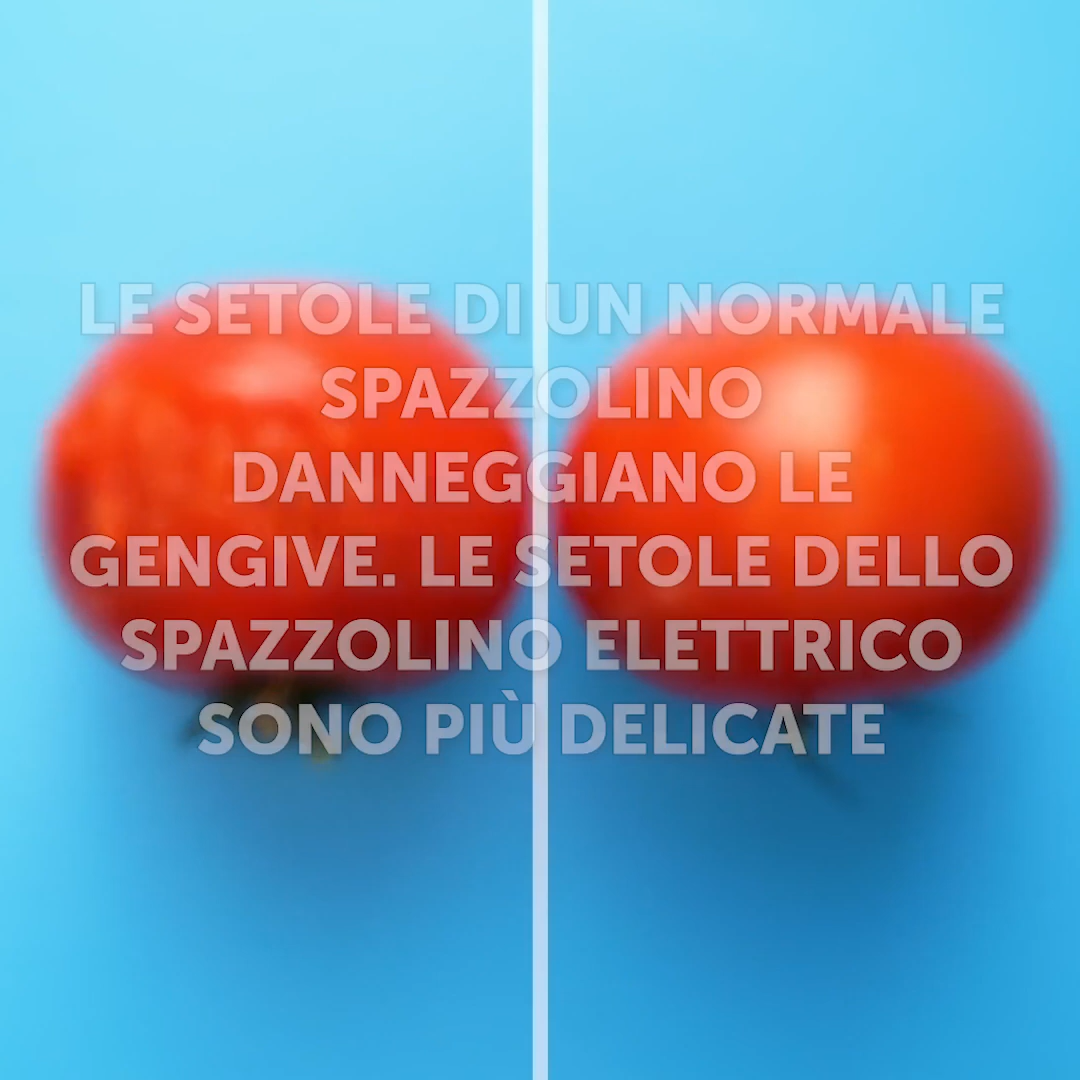 LE SETOLE DI UN NORMALE
SPAZZOLINO
DANNEGGIANO LE
GENGIVE. LE SETOLE DELLO
SPAZZOLINO ELETTRICO
SONO PIÙ DELICATE